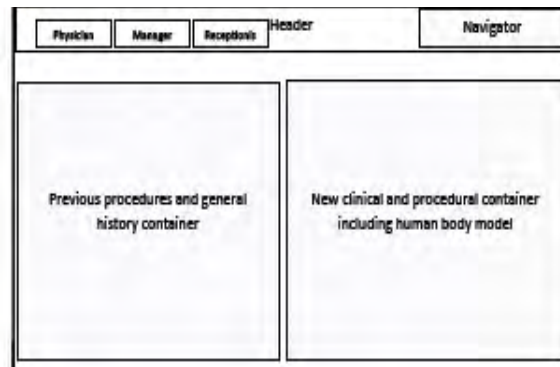 Physician Manager Receptionis Header Navigator
Previous procedures and general
history container
New clinical and procedural container
including human body model